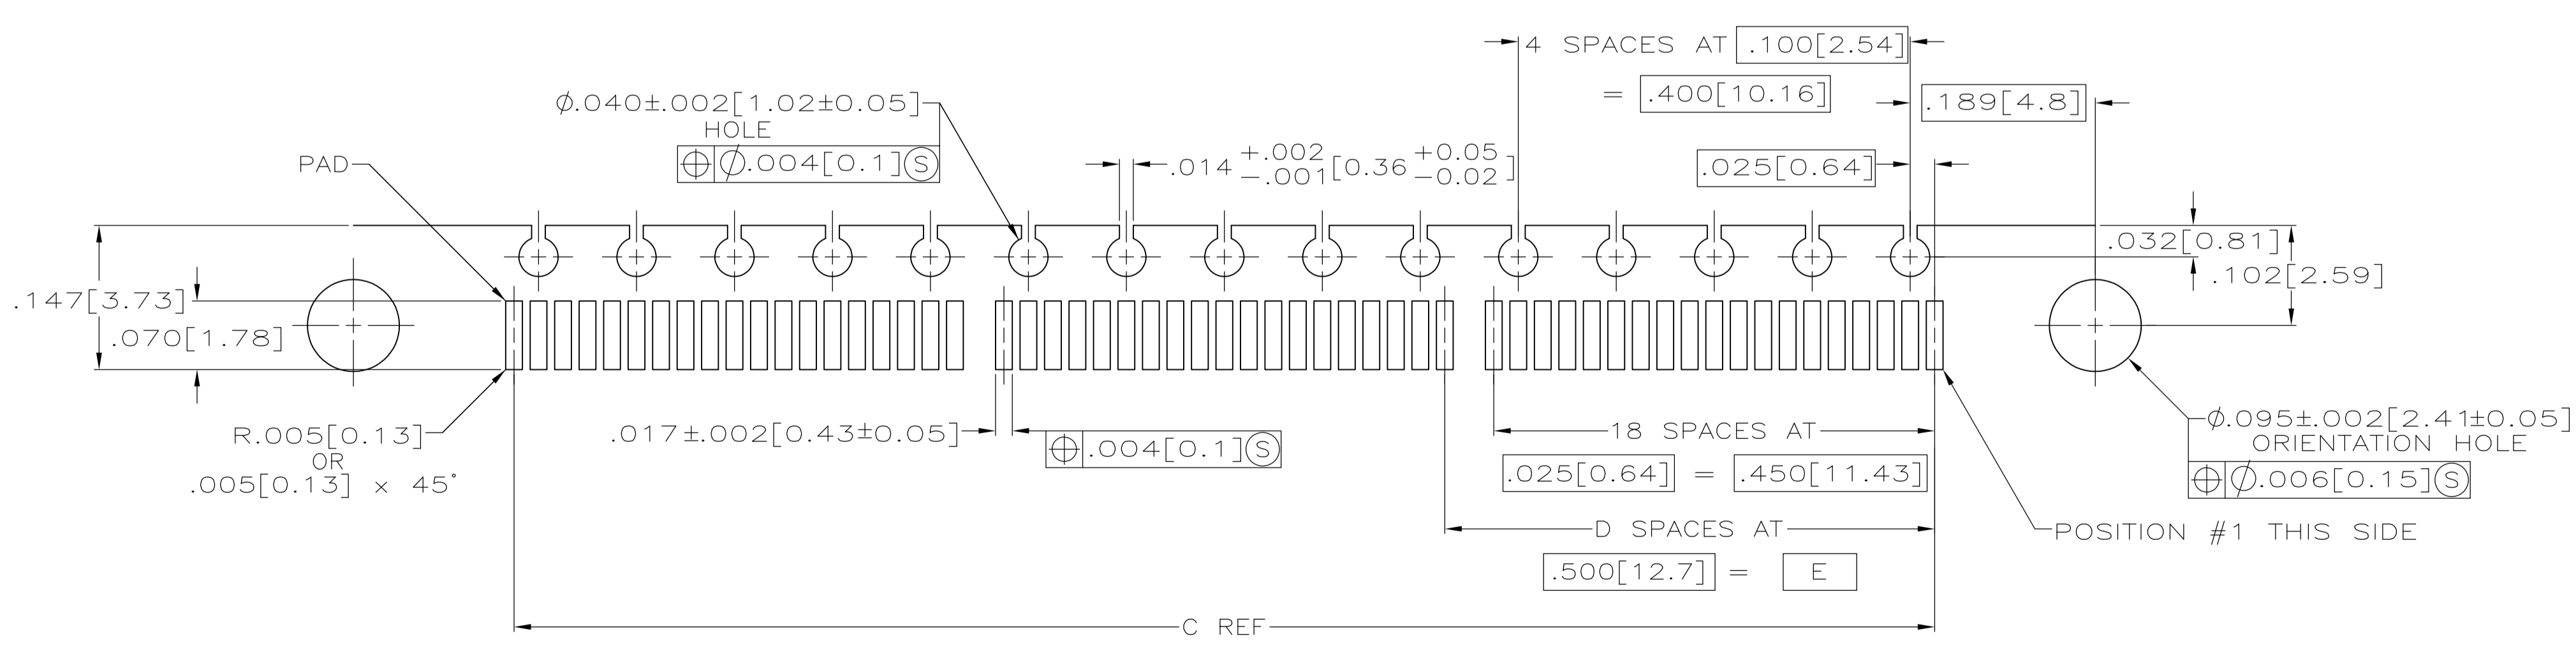 4 SPACES AT .100[2.54]
= .400[10.16]
.189[4.8]
⌀.040±.002[1.02±0.05]
HOLE
⌖ ⌀.004[0.1]Ⓢ
PAD
.014 +.002 −.001 [0.36 +0.05 −0.02]
.025[0.64]
.032[0.81]
.102[2.59]
.147[3.73]
.070[1.78]
R.005[0.13]
OR
.005[0.13] × 45°
.017±.002[0.43±0.05]
⌖ .004[0.1]Ⓢ
18 SPACES AT
.025[0.64] = .450[11.43]
⌀.095±.002[2.41±0.05]
ORIENTATION HOLE
⌖ ⌀.006[0.15]Ⓢ
D SPACES AT
.500[12.7] = E
POSITION #1 THIS SIDE
C REF